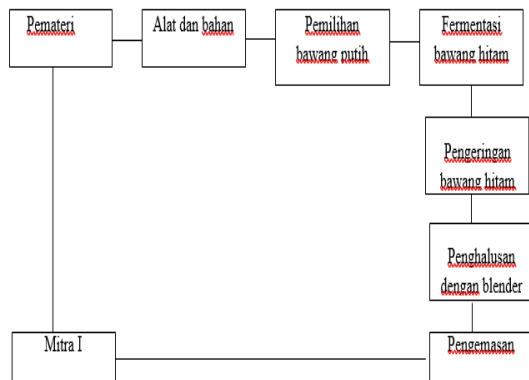 Pemateri
Alat dan bahan
Pemilihan
bawang putih
Fermentasi
bawang hitam
Pengeringan
bawang hitam
Penghalusan
dengan blender
Mitra I
Pengemasan